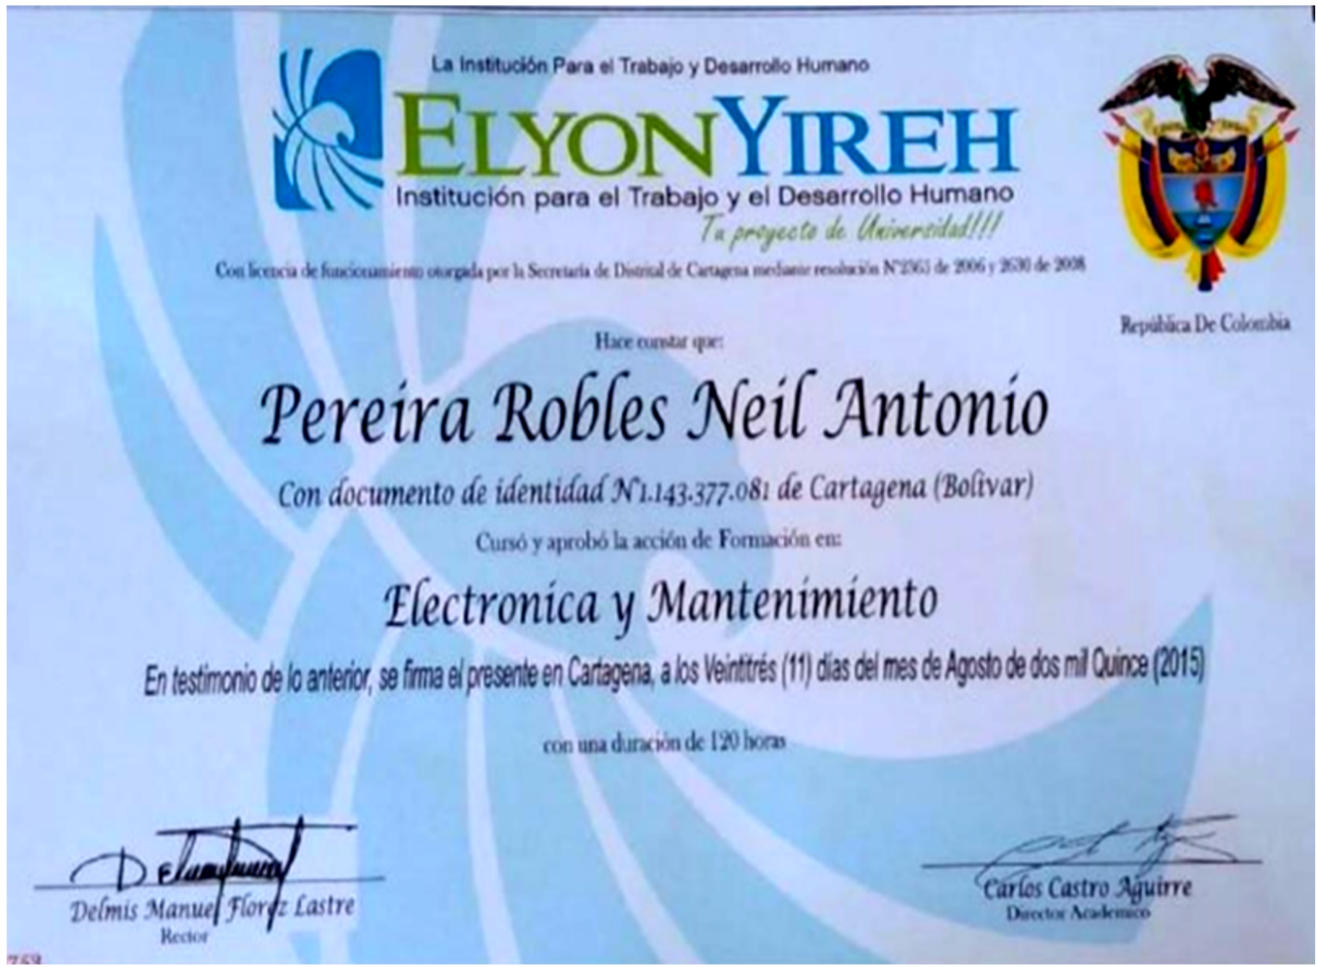 La Institución Para el Trabajo y Desarrollo Humano
ELYONYIREH
Institución para el Trabajo y el Desarrollo Humano
Tu proyecto de Universidad!!!
Con licencia de funcionamiento otorgada por la Secretaría de Distrital de Cartagena mediante resolución N°2363 de 2006 y 2630 de 2008
República De Colombia
Hace constar que:
Pereira Robles Neil Antonio
Con documento de identidad N°1.143.377.081 de Cartagena (Bolivar)
Cursó y aprobó la acción de Formación en:
Electronica y Mantenimiento
En testimonio de lo anterior, se firma el presente en Cartagena, a los Veintitrés (11) días del mes de Agosto de dos mil Quince (2015)
con una duración de 120 horas
Delmis Manuel Florez Lastre
Rector
Carlos Castro Aguirre
Director Academico